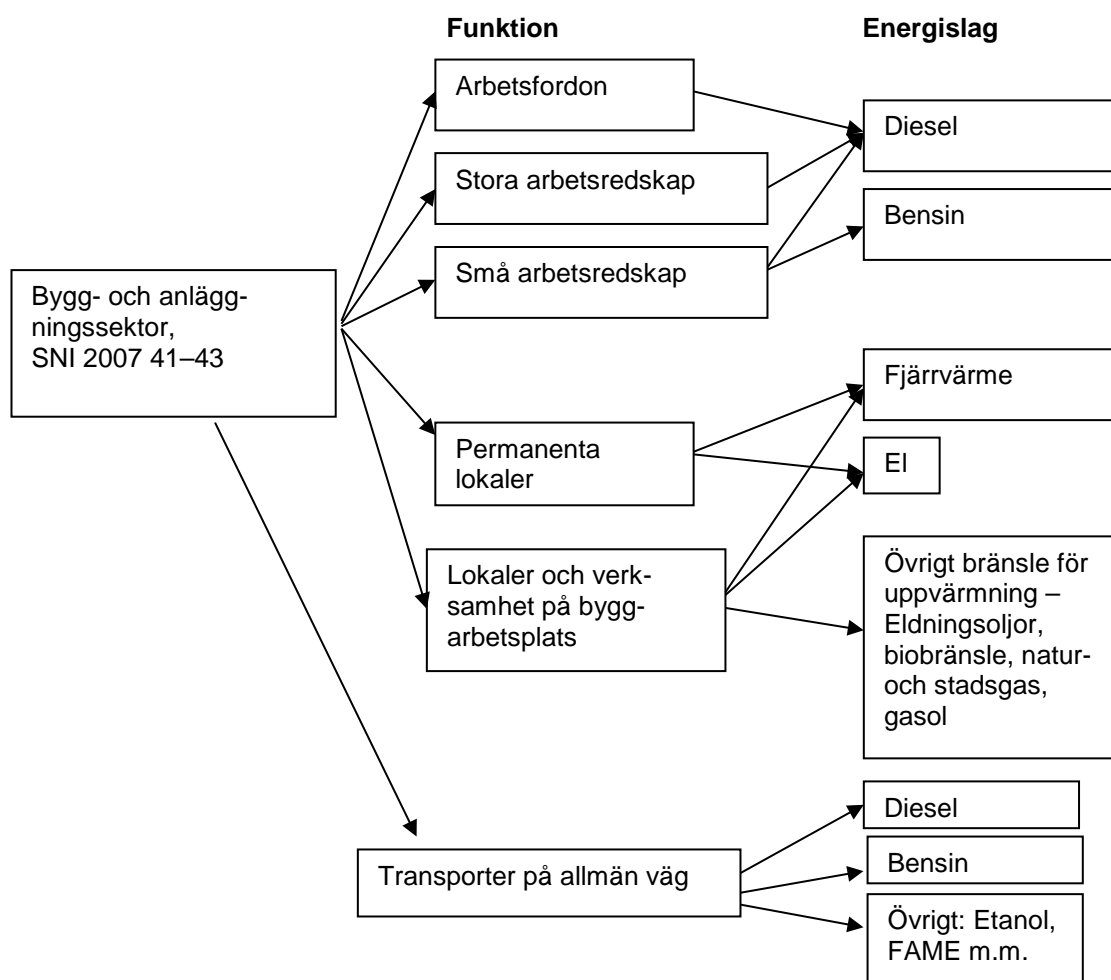 Funktion
Energislag
Arbetsfordon
Diesel
Stora arbetsredskap
Bensin
Små arbetsredskap
Bygg- och anlägg-
ningssektor,
SNI 2007 41–43
Fjärrvärme
Permanenta
lokaler
El
Lokaler och verk-
samhet på bygg-
arbetsplats
Övrigt bränsle för
uppvärmning –
Eldningsoljor,
biobränsle, natur-
och stadsgas,
gasol
Transporter på allmän väg
Diesel
Bensin
Övrigt: Etanol,
FAME m.m.